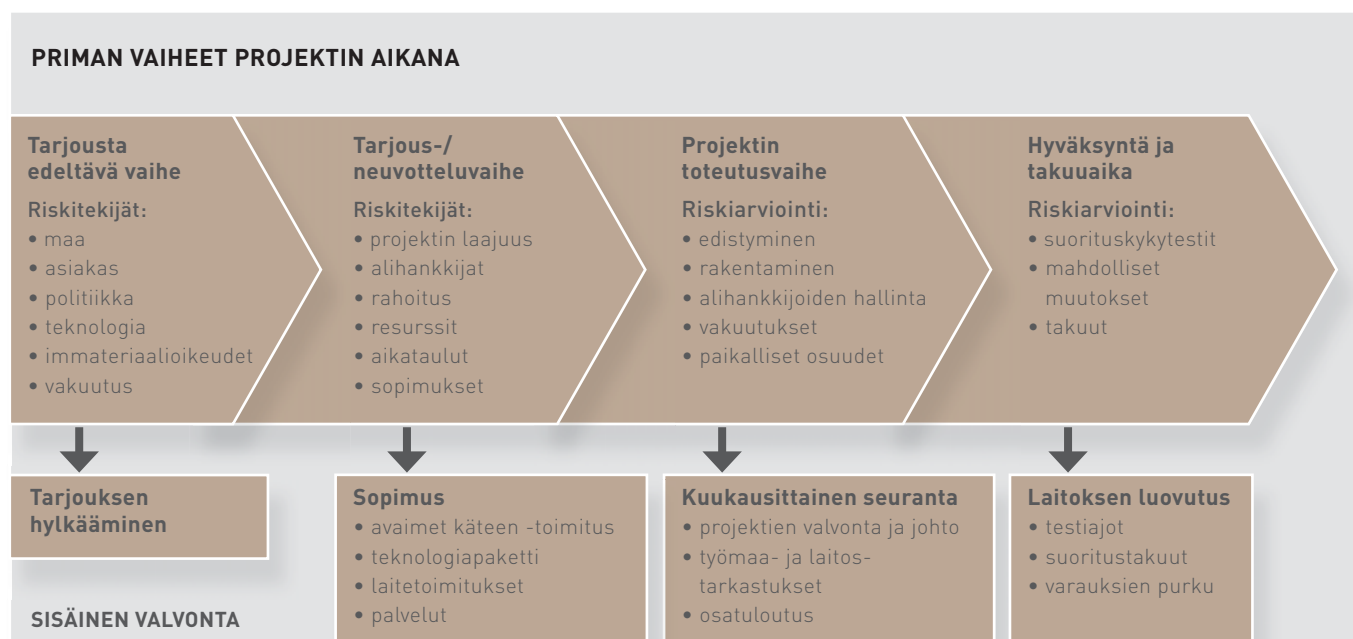 PRIMAN VAIHEET PROJEKTIN AIKANA
Tarjousta
edeltävä vaihe
Riskitekijät:
• maa
• asiakas
• politiikka
• teknologia
• immateriaalioikeudet
• vakuutus
Tarjous-/
neuvotteluvaihe
Riskitekijät:
• projektin laajuus
• alihankkijat
• rahoitus
• resurssit
• aikataulut
• sopimukset
Projektin
toteutusvaihe
Riskiarviointi:
• edistyminen
• rakentaminen
• alihankkijoiden hallinta
• vakuutukset
• paikalliset osuudet
Hyväksyntä ja
takuuaika
Riskiarviointi:
• suorituskykytestit
• mahdolliset
muutokset
• takuut
Tarjouksen
hylkääminen
Sopimus
• avaimet käteen -toimitus
• teknologiapaketti
• laitetoimitukset
• palvelut
Kuukausittainen seuranta
• projektien valvonta ja johto
• työmaa- ja laitos-
tarkastukset
• osatuloutus
Laitoksen luovutus
• testiajot
• suoritustakuut
• varauksien purku
SISÄINEN VALVONTA